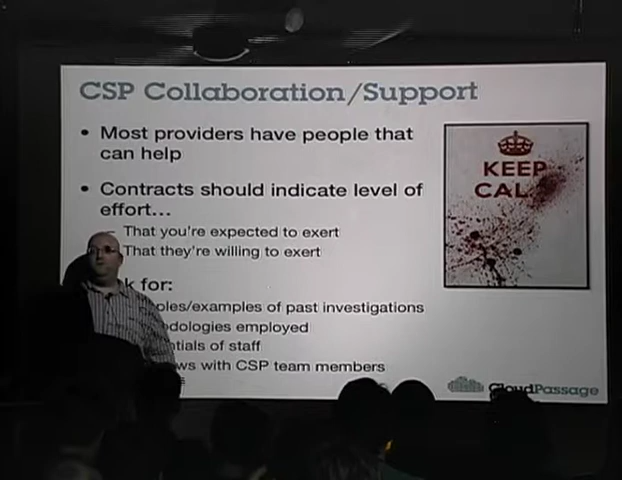 CSP Collaboration/Support
• Most providers have people that
can help
• Contracts should indicate level of
effort...
That you're expected to exert
That they're willing to exert
for:
of past investigations
employed
of staff
with CSP team members
KEEP
CloudPassage